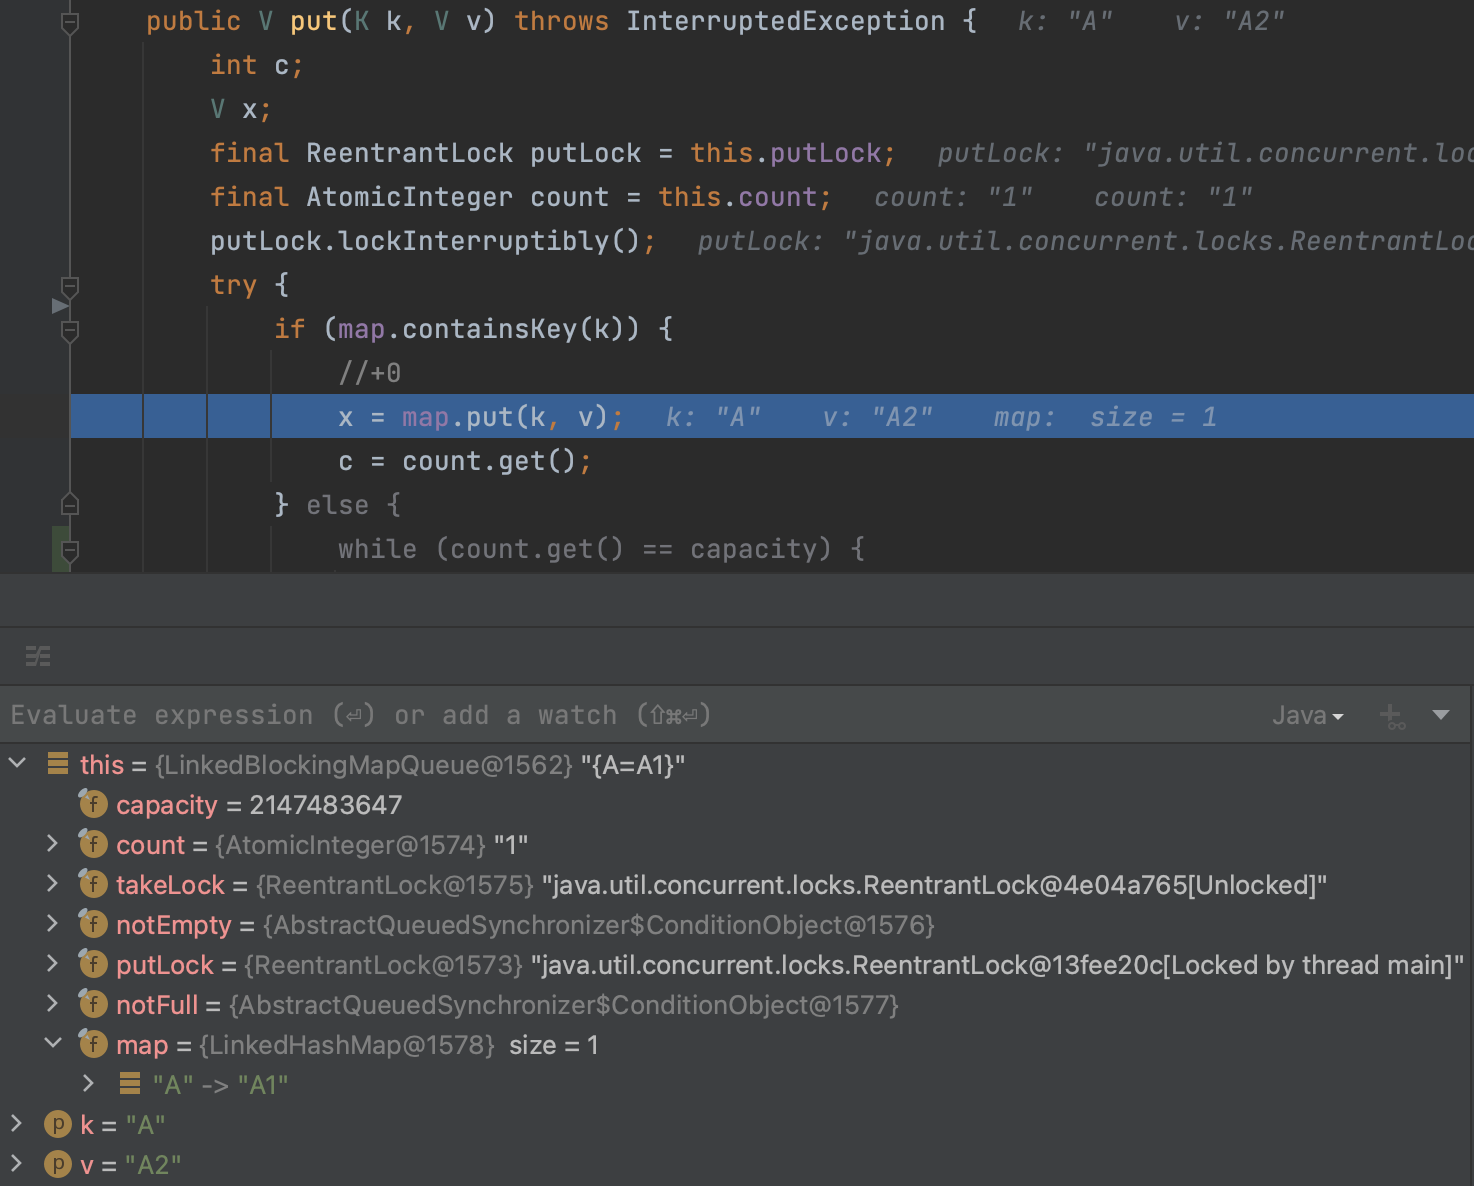 public V put(K k, V v) throws InterruptedException {   k: "A"    v: "A2"
int c;
V x;
final ReentrantLock putLock = this.putLock;   putLock: "java.util.concurrent.loc
final AtomicInteger count = this.count;   count: "1"    count: "1"
putLock.lockInterruptibly();   putLock: "java.util.concurrent.locks.ReentrantLoc
try {
if (map.containsKey(k)) {
//+0
x = map.put(k, v);   k: "A"    v: "A2"    map:  size = 1
c = count.get();
} else {
while (count.get() == capacity) {
Evaluate expression (⏎) or add a watch (⇧⌘⏎)
Java
this = {LinkedBlockingMapQueue@1562} "{A=A1}"
f capacity = 2147483647
f count = {AtomicInteger@1574} "1"
f takeLock = {ReentrantLock@1575} "java.util.concurrent.locks.ReentrantLock@4e04a765[Unlocked]"
f notEmpty = {AbstractQueuedSynchronizer$ConditionObject@1576}
f putLock = {ReentrantLock@1573} "java.util.concurrent.locks.ReentrantLock@13fee20c[Locked by thread main]"
f notFull = {AbstractQueuedSynchronizer$ConditionObject@1577}
f map = {LinkedHashMap@1578}  size = 1
"A" -> "A1"
p k = "A"
p v = "A2"